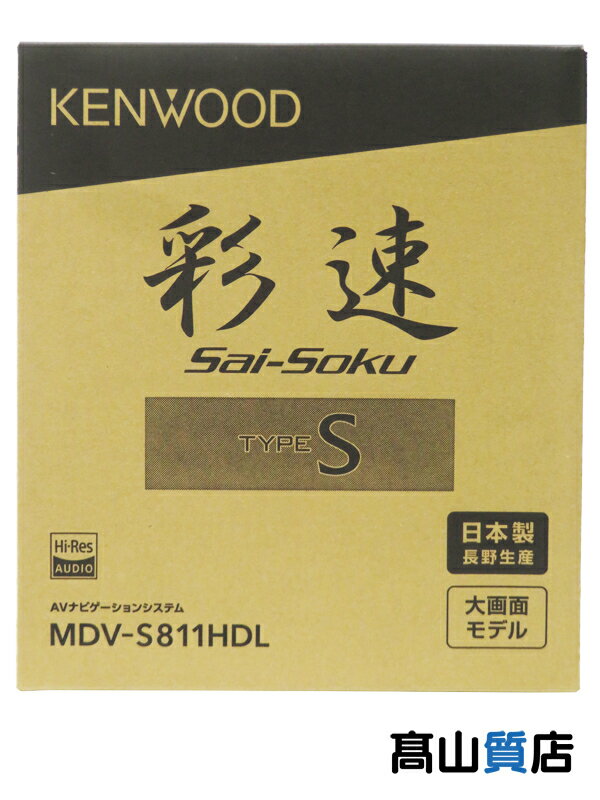 KENWOOD
彩速
Sai-Soku
TYPE S
Hi-Res
AUDIO
日本製
長野生産
AVナビゲーションシステム
MDV-S811HDL
大画面
モデル
髙山質店